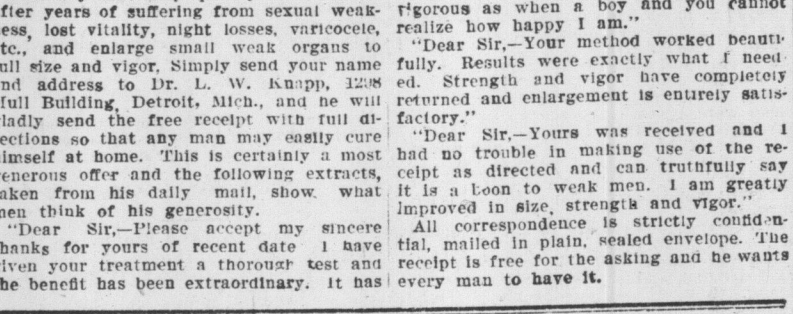 fter years of suffering from sexual weak-
ess, lost vitality, night losses, varicocele,
tc., and enlarge small weak organs to
ull size and vigor. Simply send your name
nd address to Dr. L. W. Knapp, 1298
Hull Building, Detroit, Mich., and he will
ladly send the free receipt with full di-
ections so that any man may easily cure
imself at home. This is certainly a most
enerous offer and the following extracts,
aken from his daily mail, show what
men think of his generosity.
"Dear Sir,—Please accept my sincere
hanks for yours of recent date I have
iven your treatment a thorough test and
he benefit has been extraordinary. It has
rigorous as when a boy and you cannot
realize how happy I am."
"Dear Sir,—Your method worked beauti-
fully. Results were exactly what I need-
ed. Strength and vigor have completely
returned and enlargement is entirely satis-
factory."
"Dear Sir,—Yours was received and I
had no trouble in making use of the re-
ceipt as directed and can truthfully say
it is a boon to weak men. I am greatly
improved in size, strength and vigor."
All correspondence is strictly confiden-
tial, mailed in plain, sealed envelope. The
receipt is free for the asking and he wants
every man to have it.